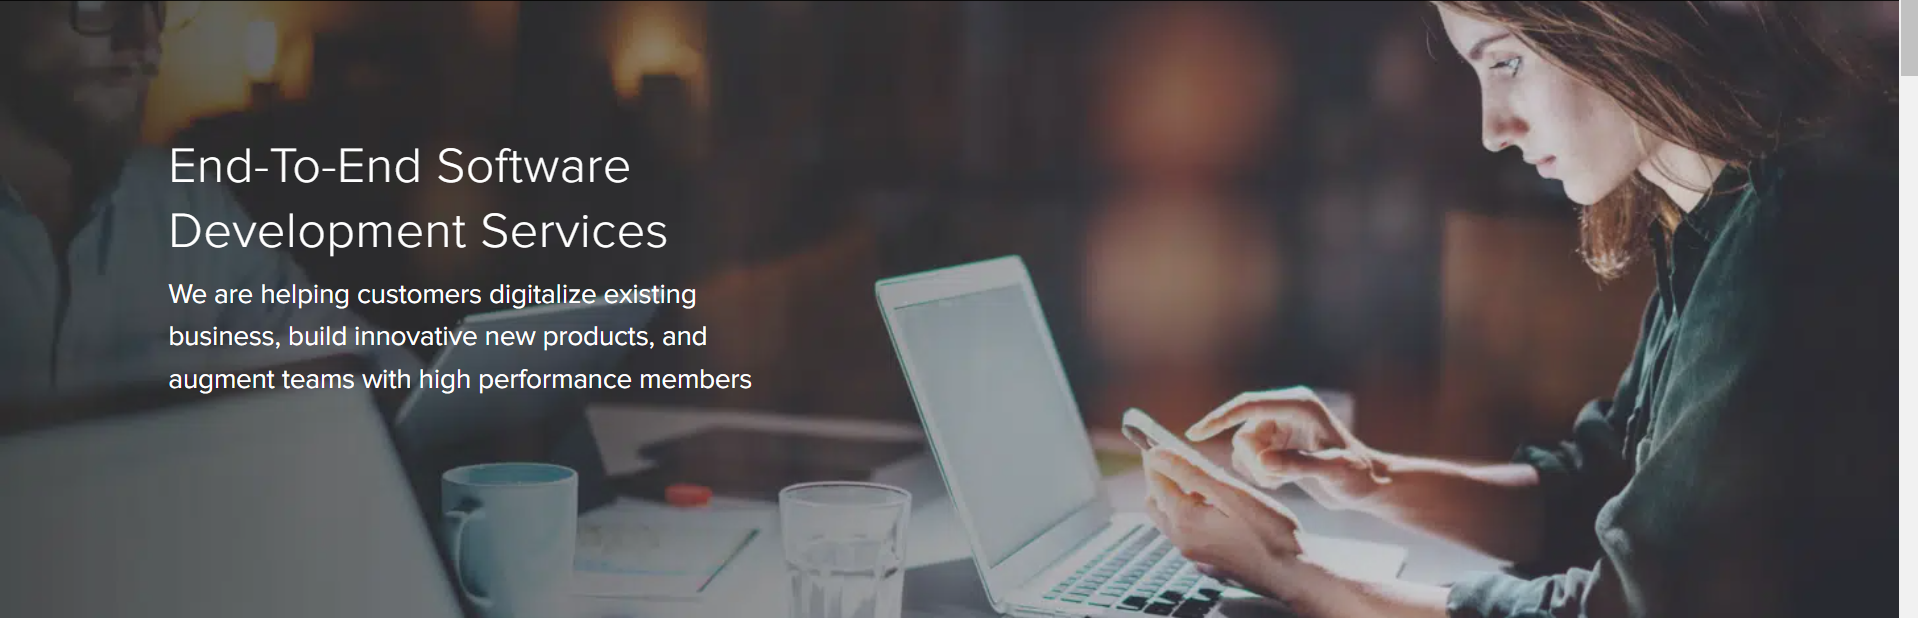 End-To-End Software
Development Services
We are helping customers digitalize existing
business, build innovative new products, and
augment teams with high performance members